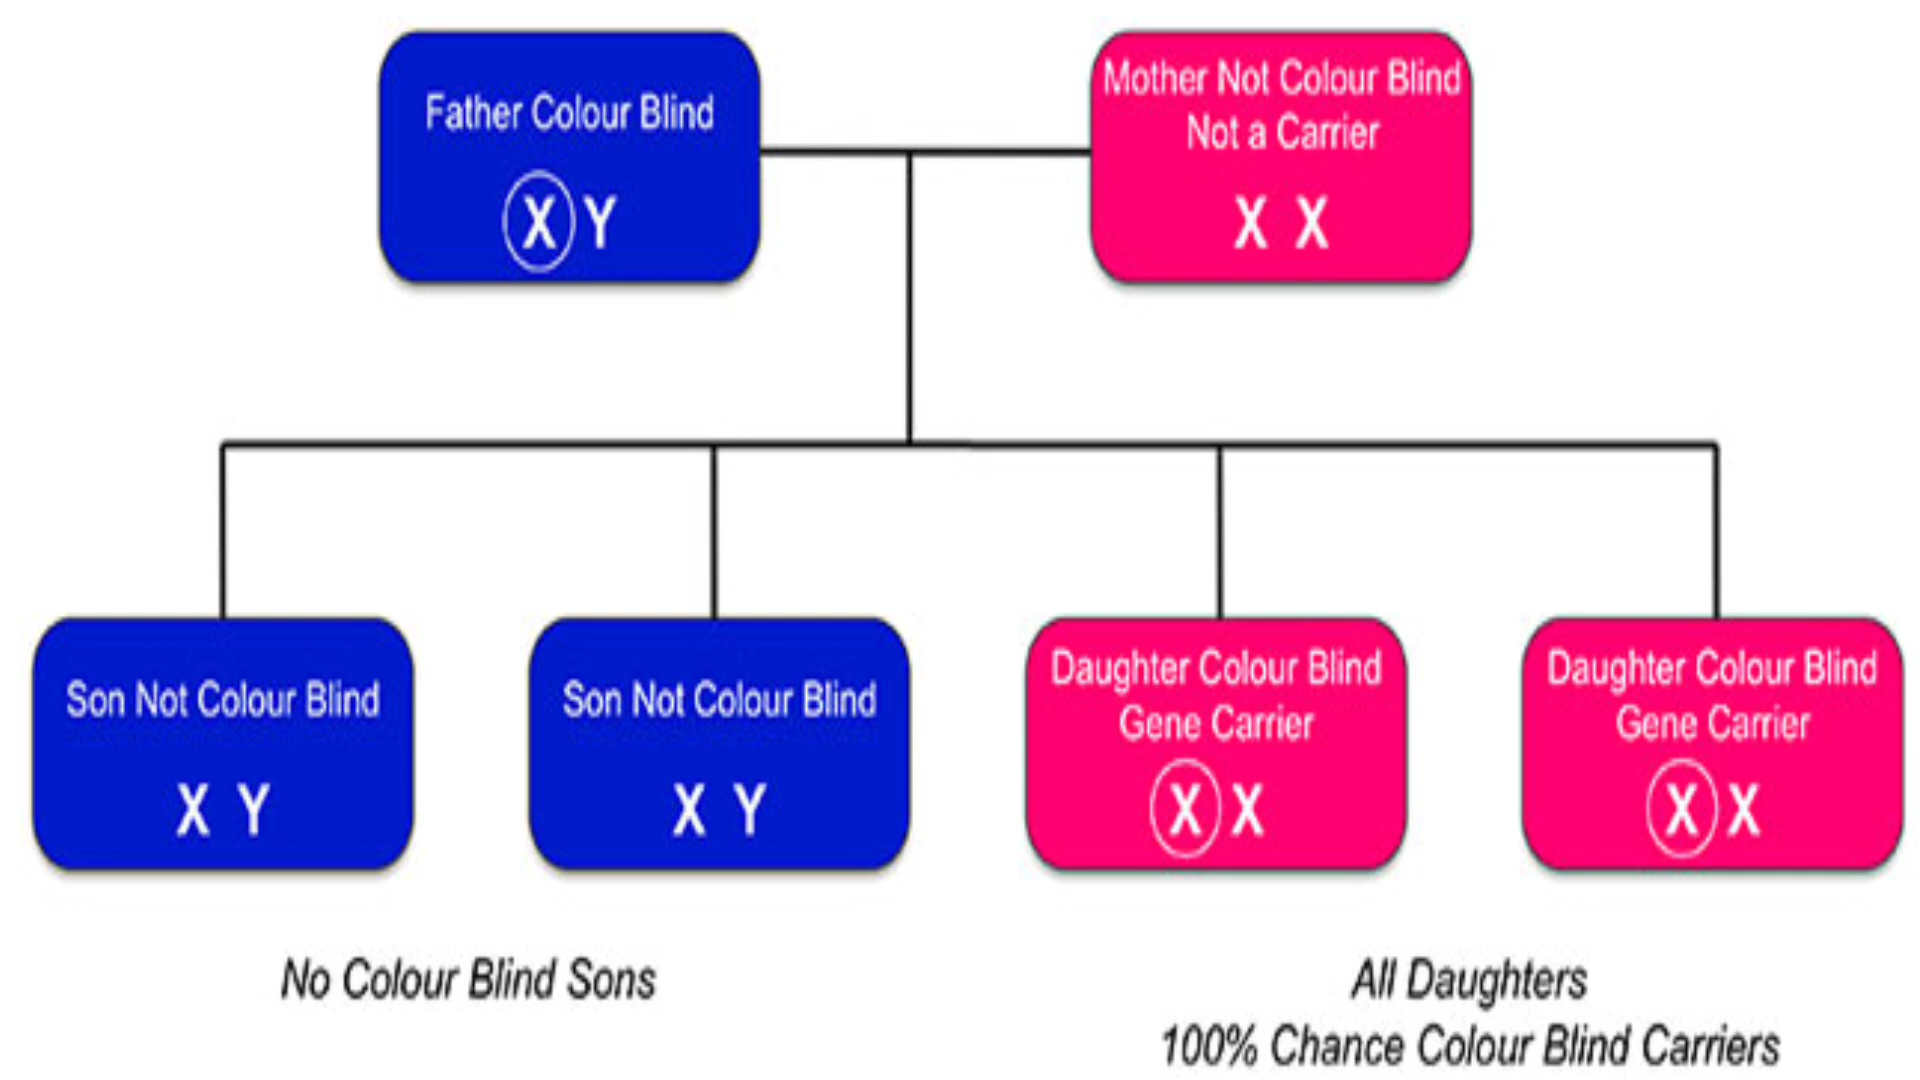 Father Colour Blind
X Y
Mother Not Colour Blind
Not a Carrier
X X
Son Not Colour Blind
X Y
Son Not Colour Blind
X Y
Daughter Colour Blind
Gene Carrier
X X
Daughter Colour Blind
Gene Carrier
X X
No Colour Blind Sons
All Daughters
100% Chance Colour Blind Carriers